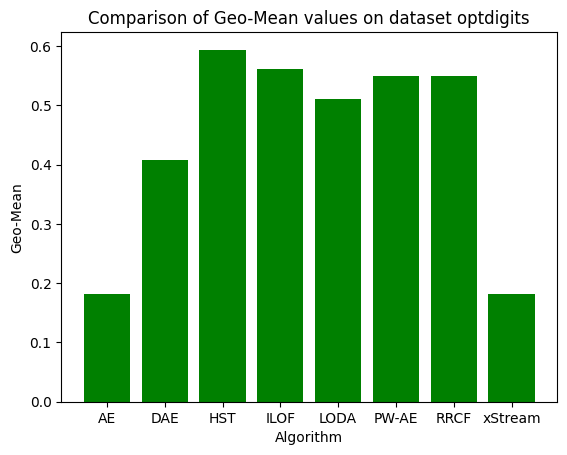 Comparison of Geo-Mean values on dataset optdigits
0.6
0.5
0.4
0.3
0.2
0.1
0.0
Geo-Mean
AE DAE HST ILOF LODA PW-AE RRCF xStream
Algorithm